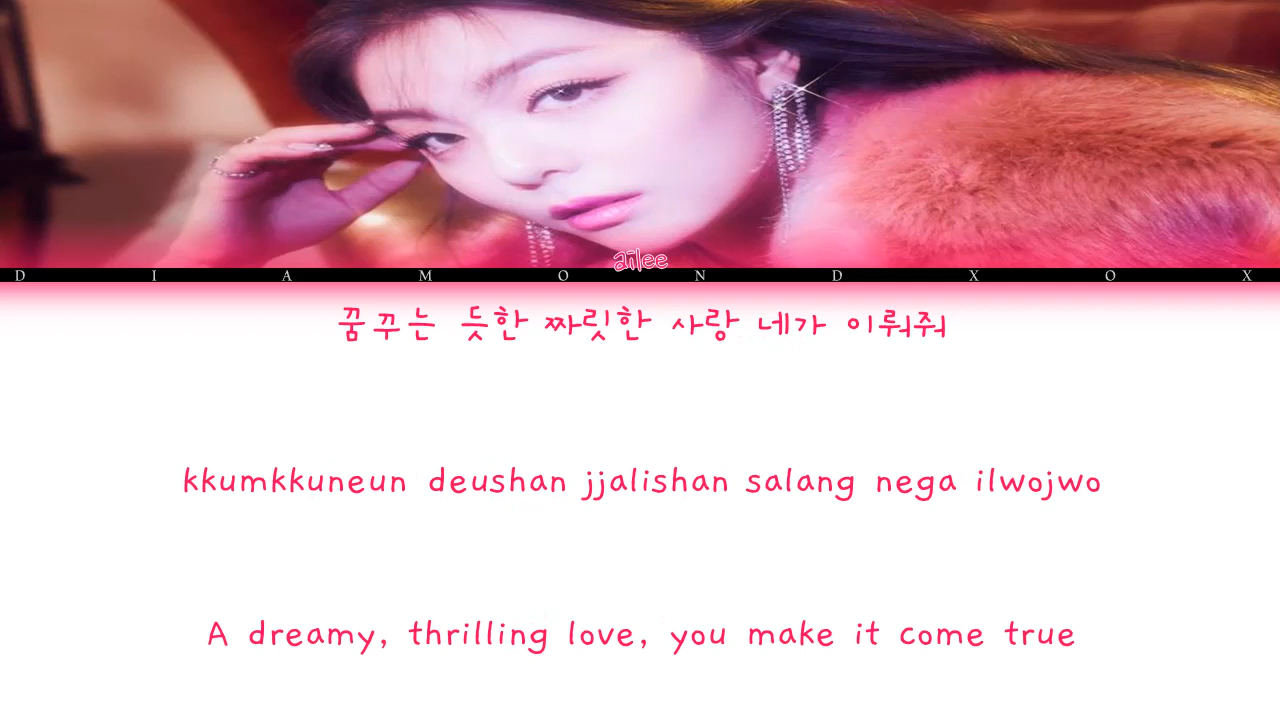 ailee
D I A M O N D X O X
꿈꾸는 듯한 짜릿한 사랑 네가 이뤄줘
kkumkkuneun deushan jjalishan salang nega ilwojwo
A dreamy, thrilling love, you make it come true